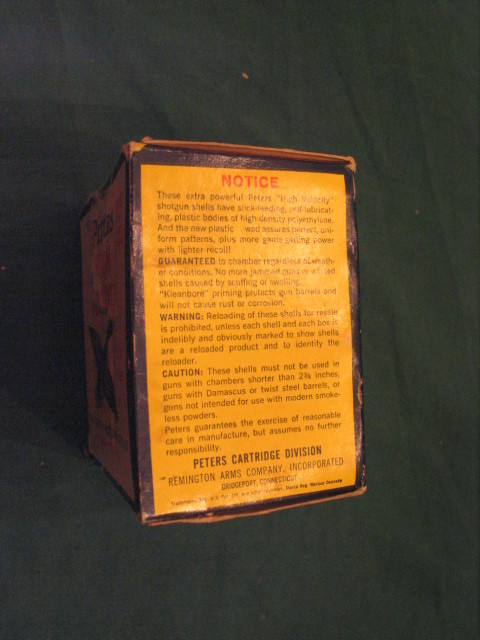 Peters
NOTICE
These extra powerful Peters "High Velocity"
shotgun shells have slick-feeding, self-lubricat-
ing, plastic bodies of high density polyethylene.
And the new plastic wad assures perfect, uni-
form patterns, plus more game getting power
with lighter recoil!
GUARANTEED to chamber regardless of weath-
er conditions. No more jammed guns or
shells caused by scuffing or swelling.
"Kleanbore" priming protects gun barrels and
will not cause rust or corrosion.
WARNING: Reloading of these shells for resale
is prohibited, unless each shell and each box is
indelibly and obviously marked to show shells
are a reloaded product and to identify the
reloader.
CAUTION: These shells must not be used in
guns with chambers shorter than 2¾ inches,
guns with Damascus or twist steel barrels, or
guns not intended for use with modern smoke-
less powders.
Peters guarantees the exercise of reasonable
care in manufacture, but assumes no further
responsibility.
PETERS CARTRIDGE DIVISION
REMINGTON ARMS COMPANY, INCORPORATED
BRIDGEPORT, CONNECTICUT
Trademarks Reg. U.S. Pat. Off.